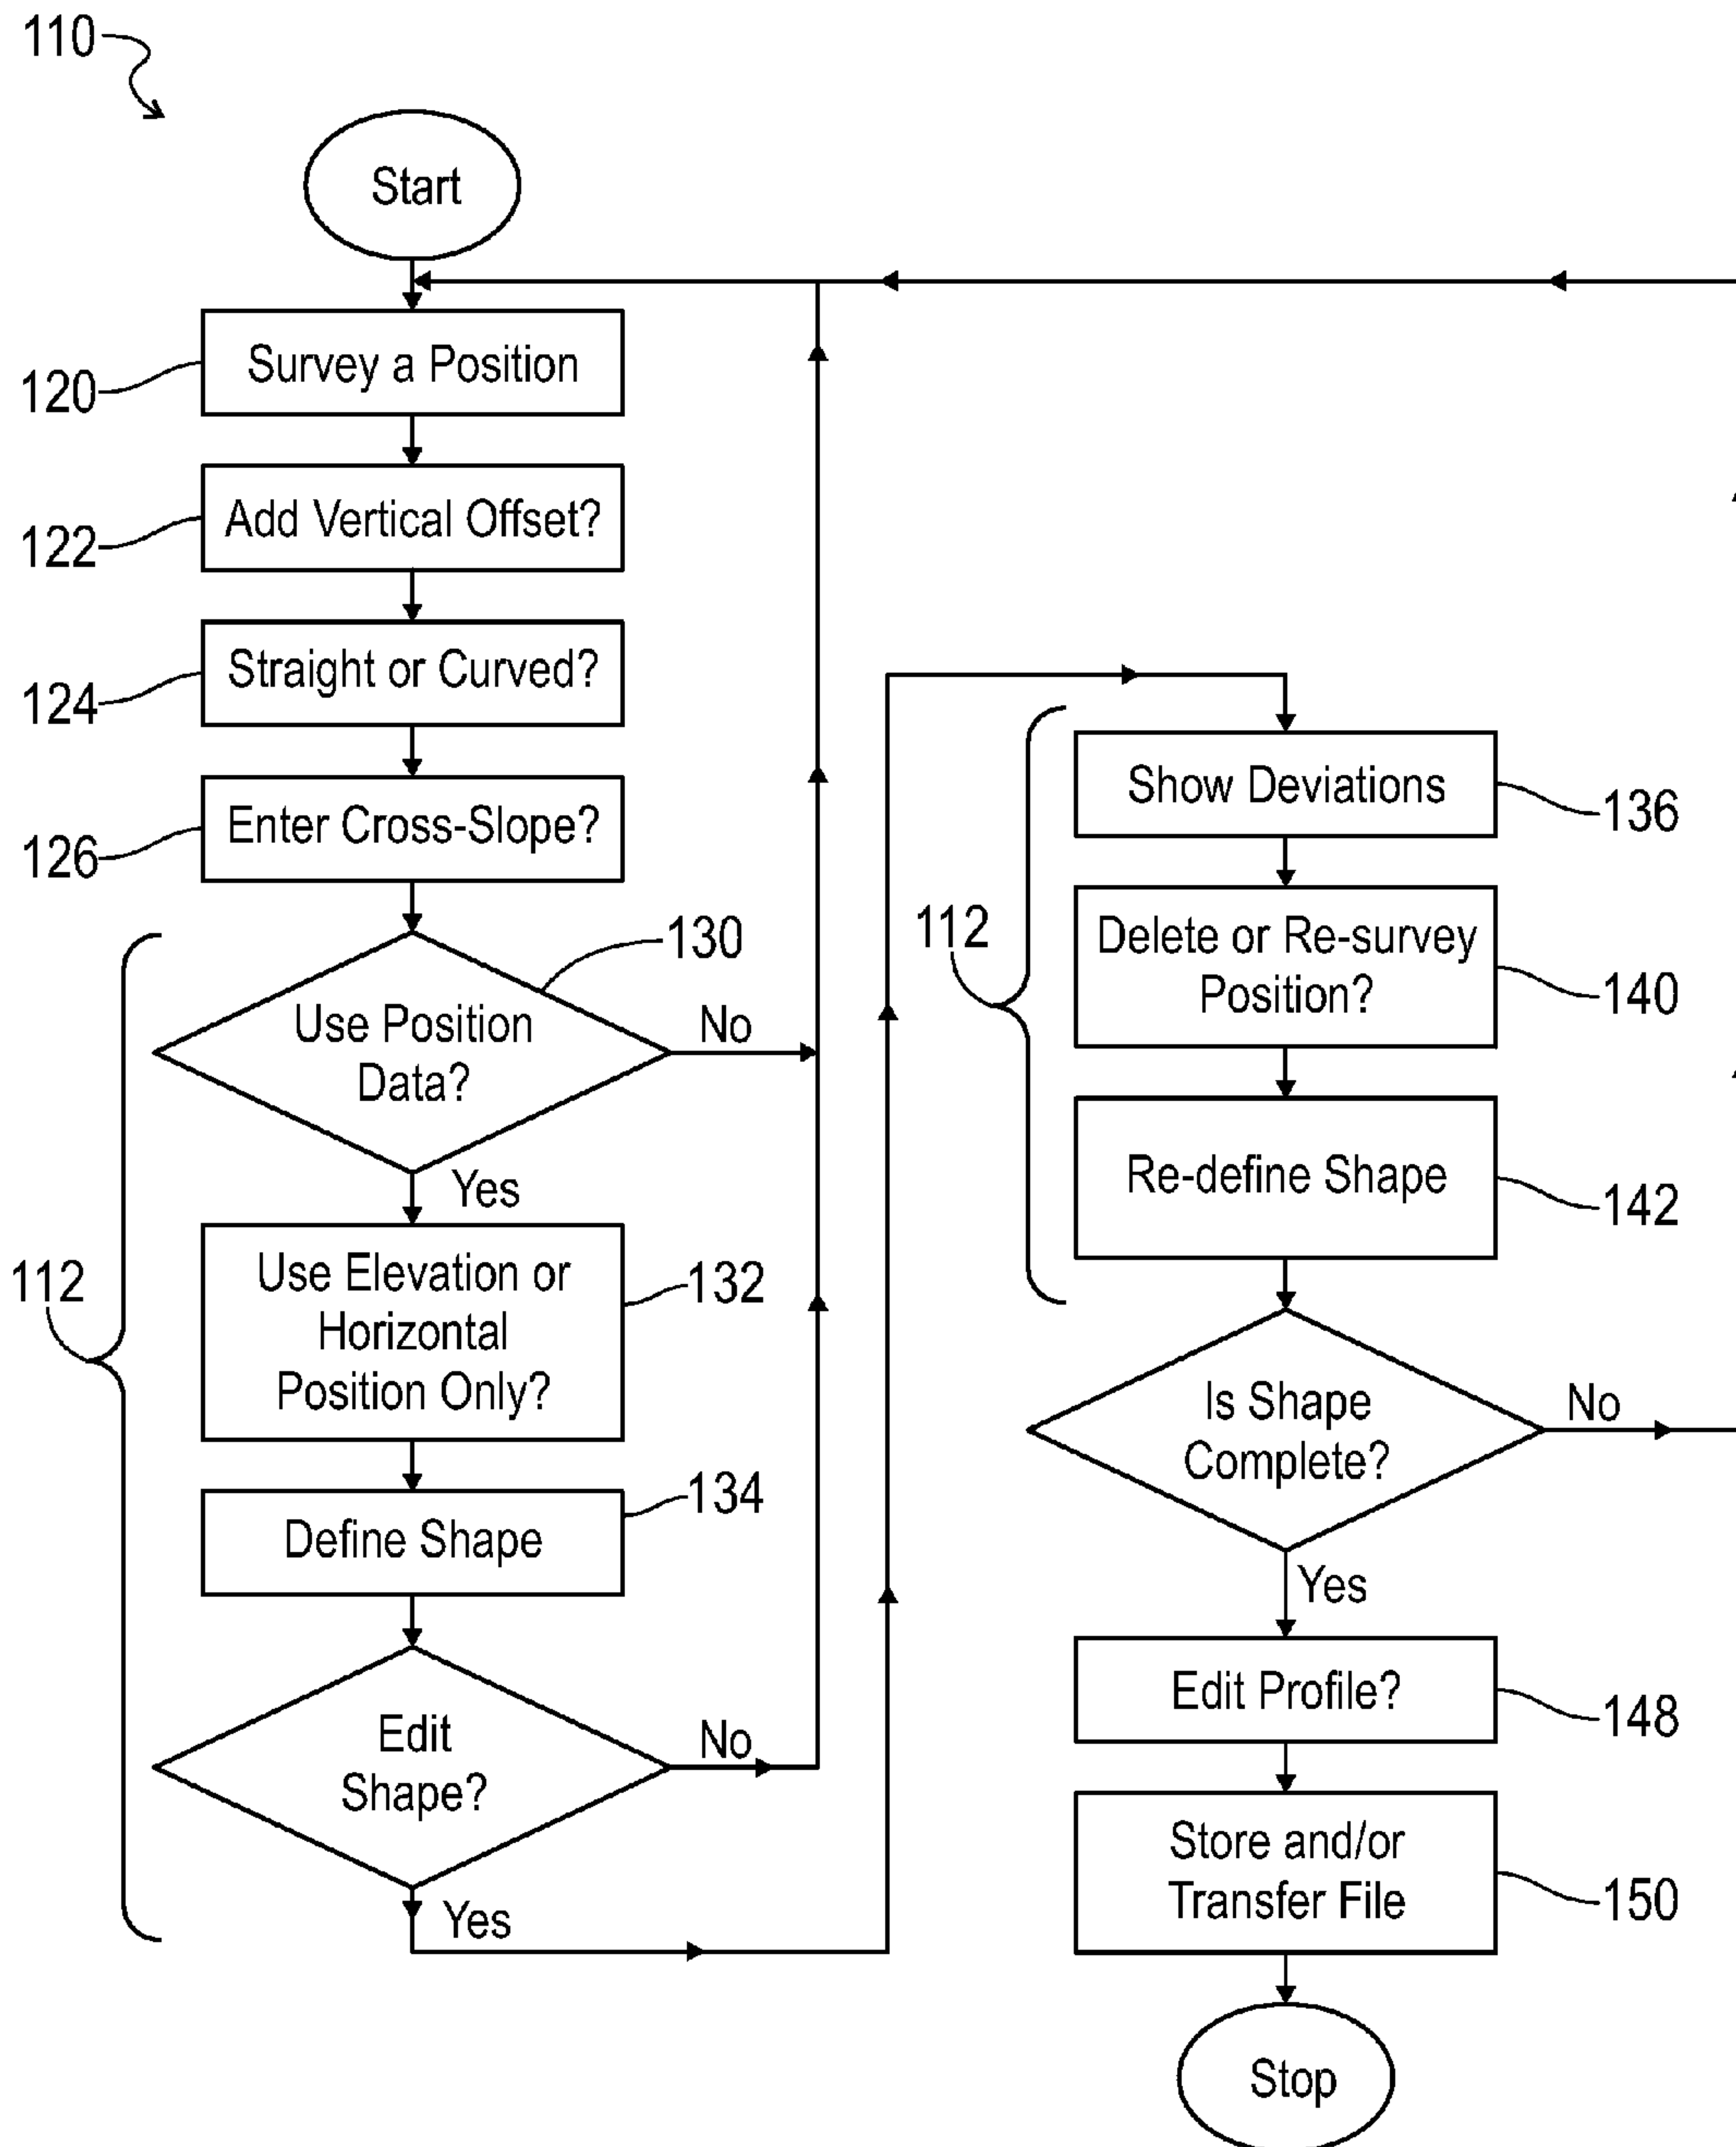 110
Start
Survey a Position
120
Add Vertical Offset?
122
Straight or Curved?
124
Enter Cross-Slope?
126
130
Use Position
Data?
No
Yes
112
Use Elevation or
Horizontal
Position Only?
132
Define Shape
134
Edit
Shape?
No
Yes
Show Deviations
136
112
Delete or Re-survey
Position?
140
Re-define Shape
142
Is Shape
Complete?
No
Yes
Edit Profile?
148
Store and/or
Transfer File
150
Stop